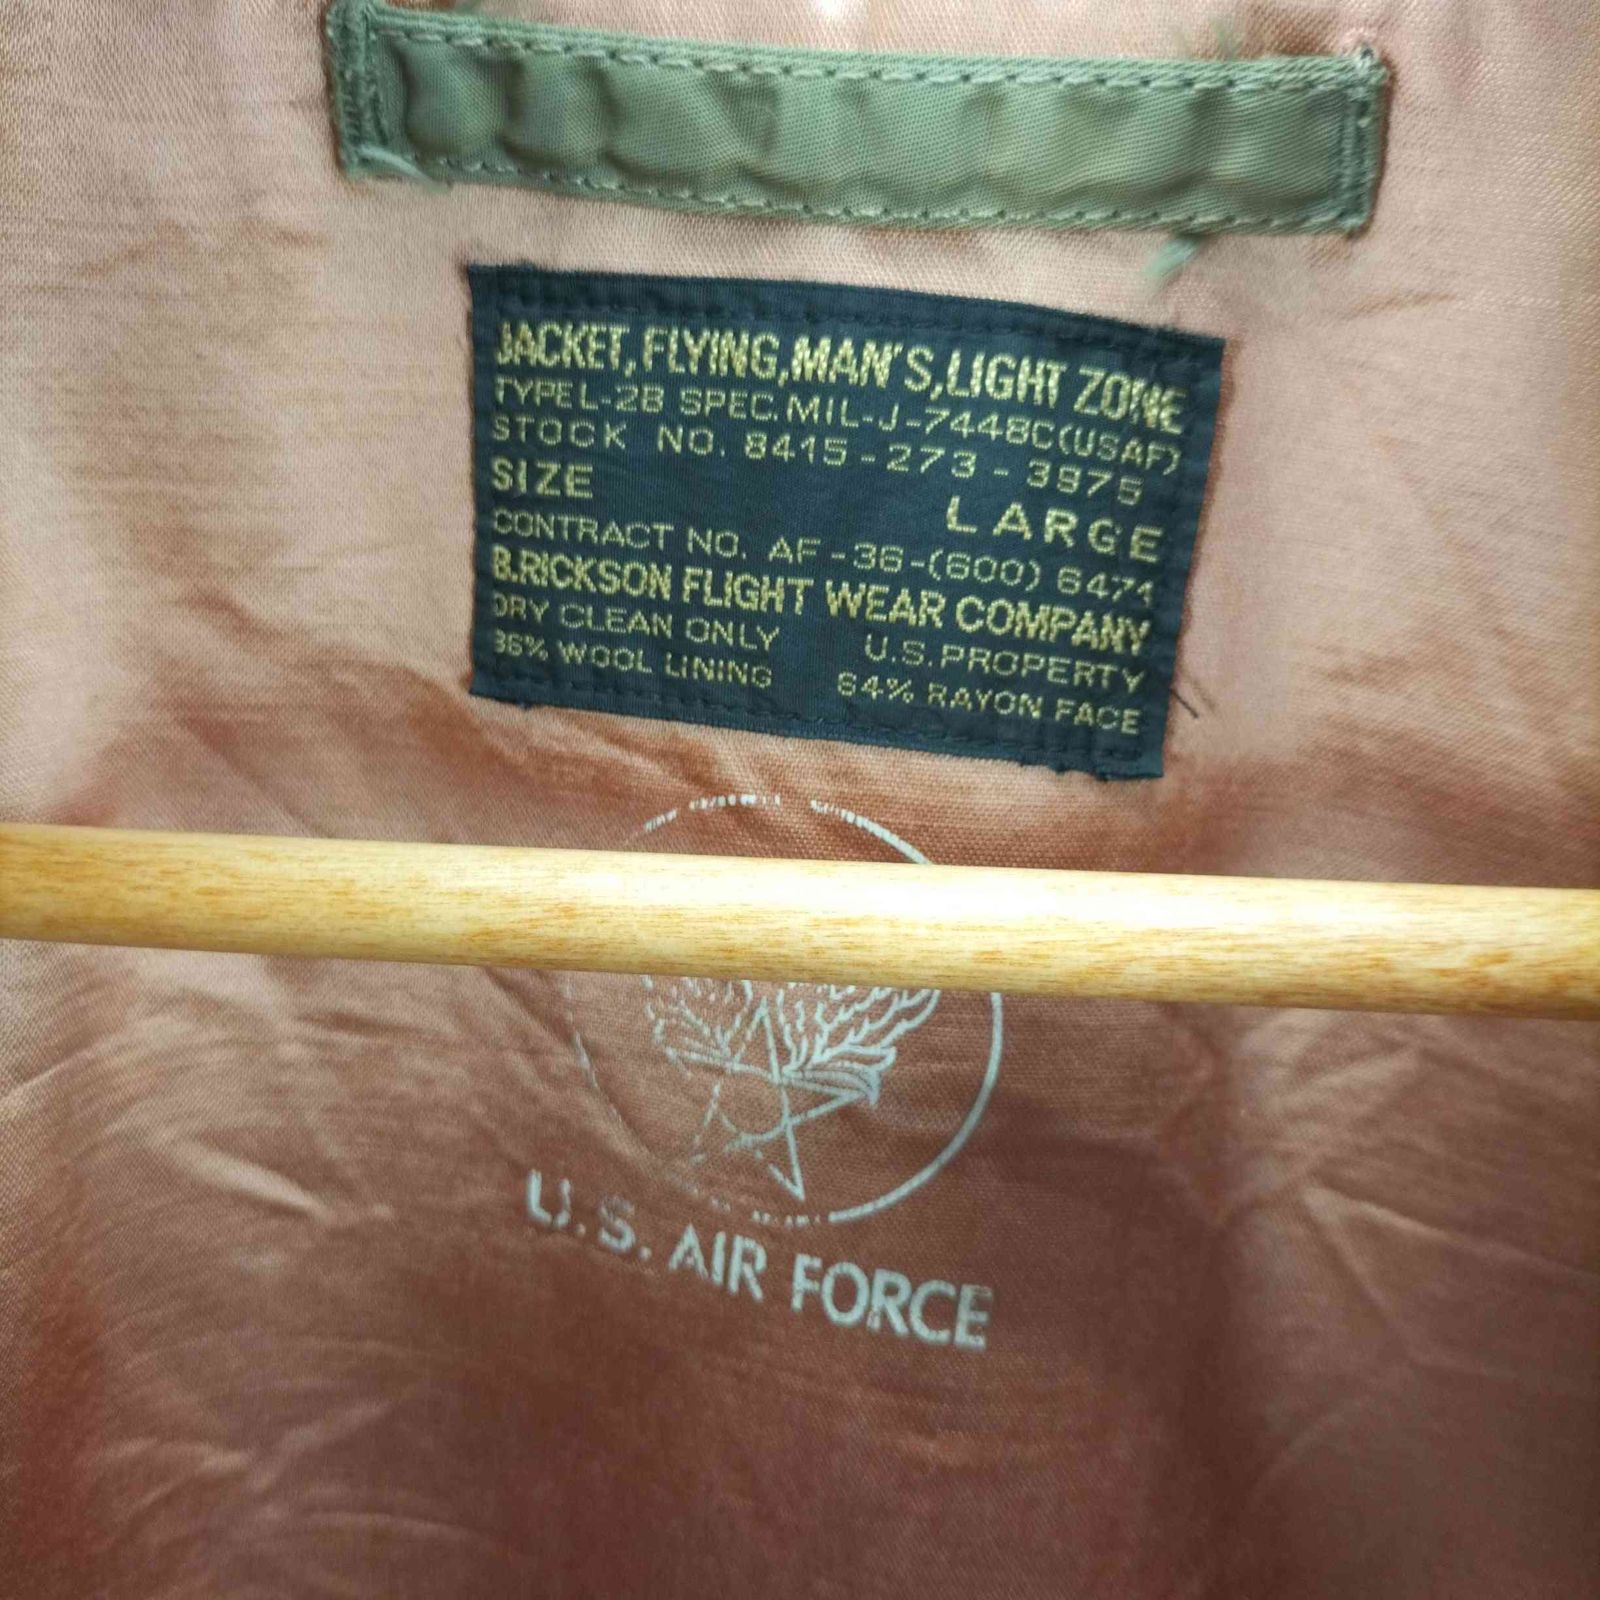 JACKET, FLYING, MAN'S, LIGHT ZONE
TYPE L-2B SPEC. MIL-J-7448C(USAF)
STOCK NO. 8415-273-3975
SIZE LARGE
CONTRACT NO. AF-36-(600) 6471
B.RICKSON FLIGHT WEAR COMPANY
DRY CLEAN ONLY U.S. PROPERTY
36% WOOL LINING 64% RAYON FACE
U.S. AIR FORCE